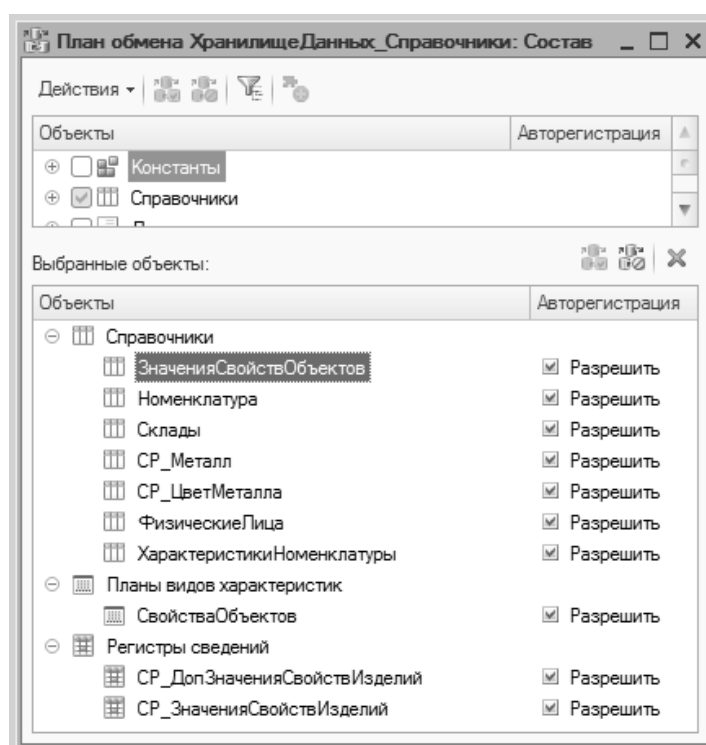 План обмена ХранилищеДанных_Справочники: Состав
Действия
Объекты Авторегистрация
Константы
Справочники
Выбранные объекты:
Объекты Авторегистрация
Справочники
ЗначенияСвойствОбъектов Разрешить
Номенклатура Разрешить
Склады Разрешить
СР_Металл Разрешить
СР_ЦветМеталла Разрешить
ФизическиеЛица Разрешить
ХарактеристикиНоменклатуры Разрешить
Планы видов характеристик
СвойстваОбъектов Разрешить
Регистры сведений
СР_ДопЗначенияСвойствИзделий Разрешить
СР_ЗначенияСвойствИзделий Разрешить